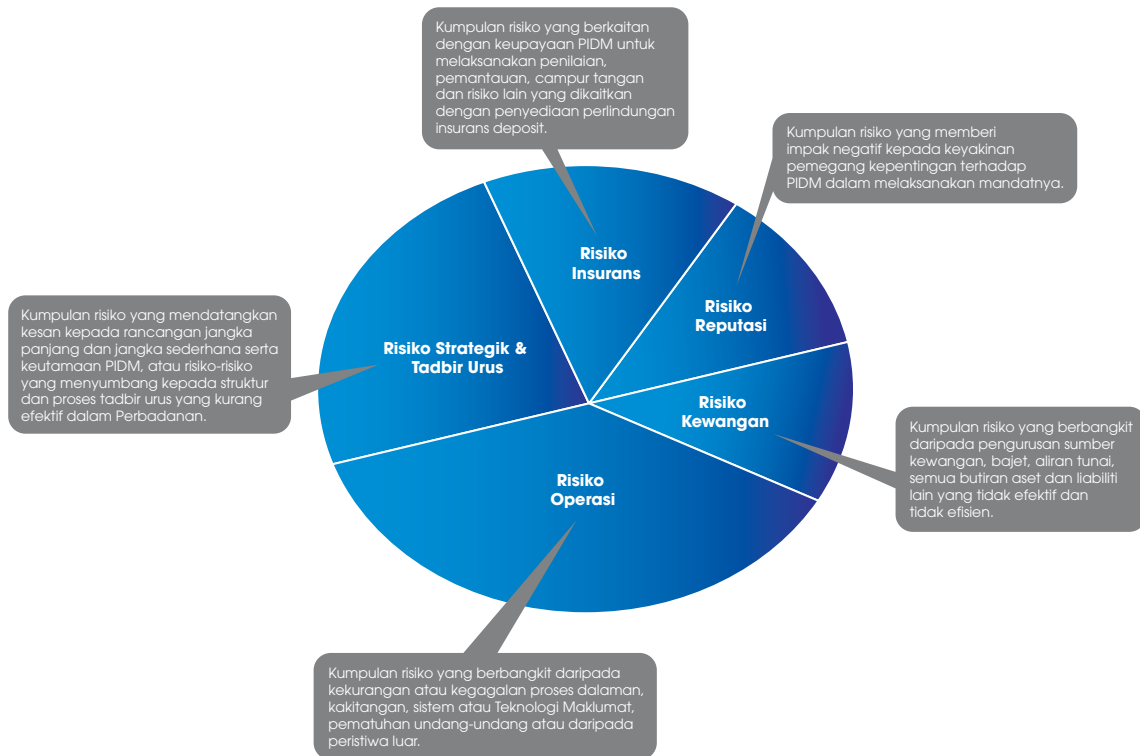 Kumpulan risiko yang berkaitan
dengan keupayaan PIDM untuk
melaksanakan penilaian,
pemantauan, campur tangan
dan risiko lain yang dikaitkan
dengan penyediaan perlindungan
insurans deposit.
Kumpulan risiko yang memberi
impak negatif kepada keyakinan
pemegang kepentingan terhadap
PIDM dalam melaksanakan mandatnya.
Risiko
Insurans
Risiko
Reputasi
Kumpulan risiko yang mendatangkan
kesan kepada rancangan jangka
panjang dan jangka sederhana serta
keutamaan PIDM, atau risiko-risiko
yang menyumbang kepada struktur
dan proses tadbir urus yang kurang
efektif dalam Perbadanan.
Risiko Strategik &
Tadbir Urus
Risiko
Kewangan
Kumpulan risiko yang berbangkit
daripada pengurusan sumber
kewangan, bajet, aliran tunai,
semua butiran aset dan liabiliti
lain yang tidak efektif dan
tidak efisien.
Risiko
Operasi
Kumpulan risiko yang berbangkit daripada
kekurangan atau kegagalan proses dalaman,
kakitangan, sistem atau Teknologi Maklumat,
pematuhan undang-undang atau daripada
peristiwa luar.